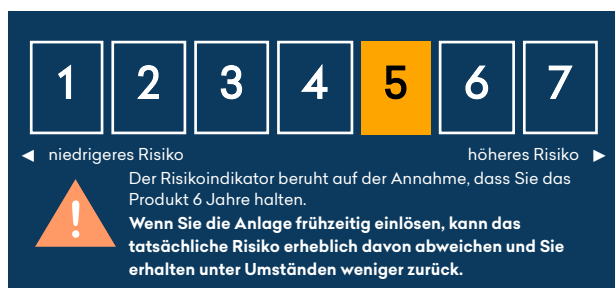 1 2 3 4 5 6 7
◄ niedrigeres Risiko höheres Risiko ►
Der Risikoindikator beruht auf der Annahme, dass Sie das
Produkt 6 Jahre halten.
Wenn Sie die Anlage frühzeitig einlösen, kann das
tatsächliche Risiko erheblich davon abweichen und Sie
erhalten unter Umständen weniger zurück.